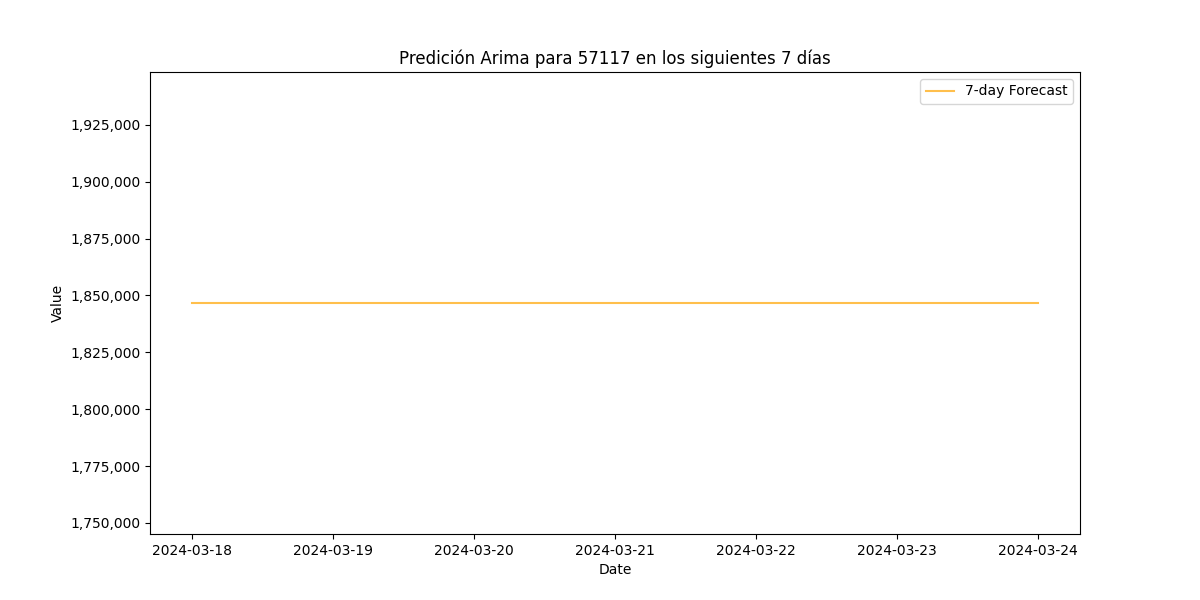 Predición Arima para 57117 en los siguientes 7 días
7-day Forecast
1,925,000
1,900,000
1,875,000
1,850,000
1,825,000
1,800,000
1,775,000
1,750,000
Value
2024-03-18 2024-03-19 2024-03-20 2024-03-21 2024-03-22 2024-03-23 2024-03-24
Date